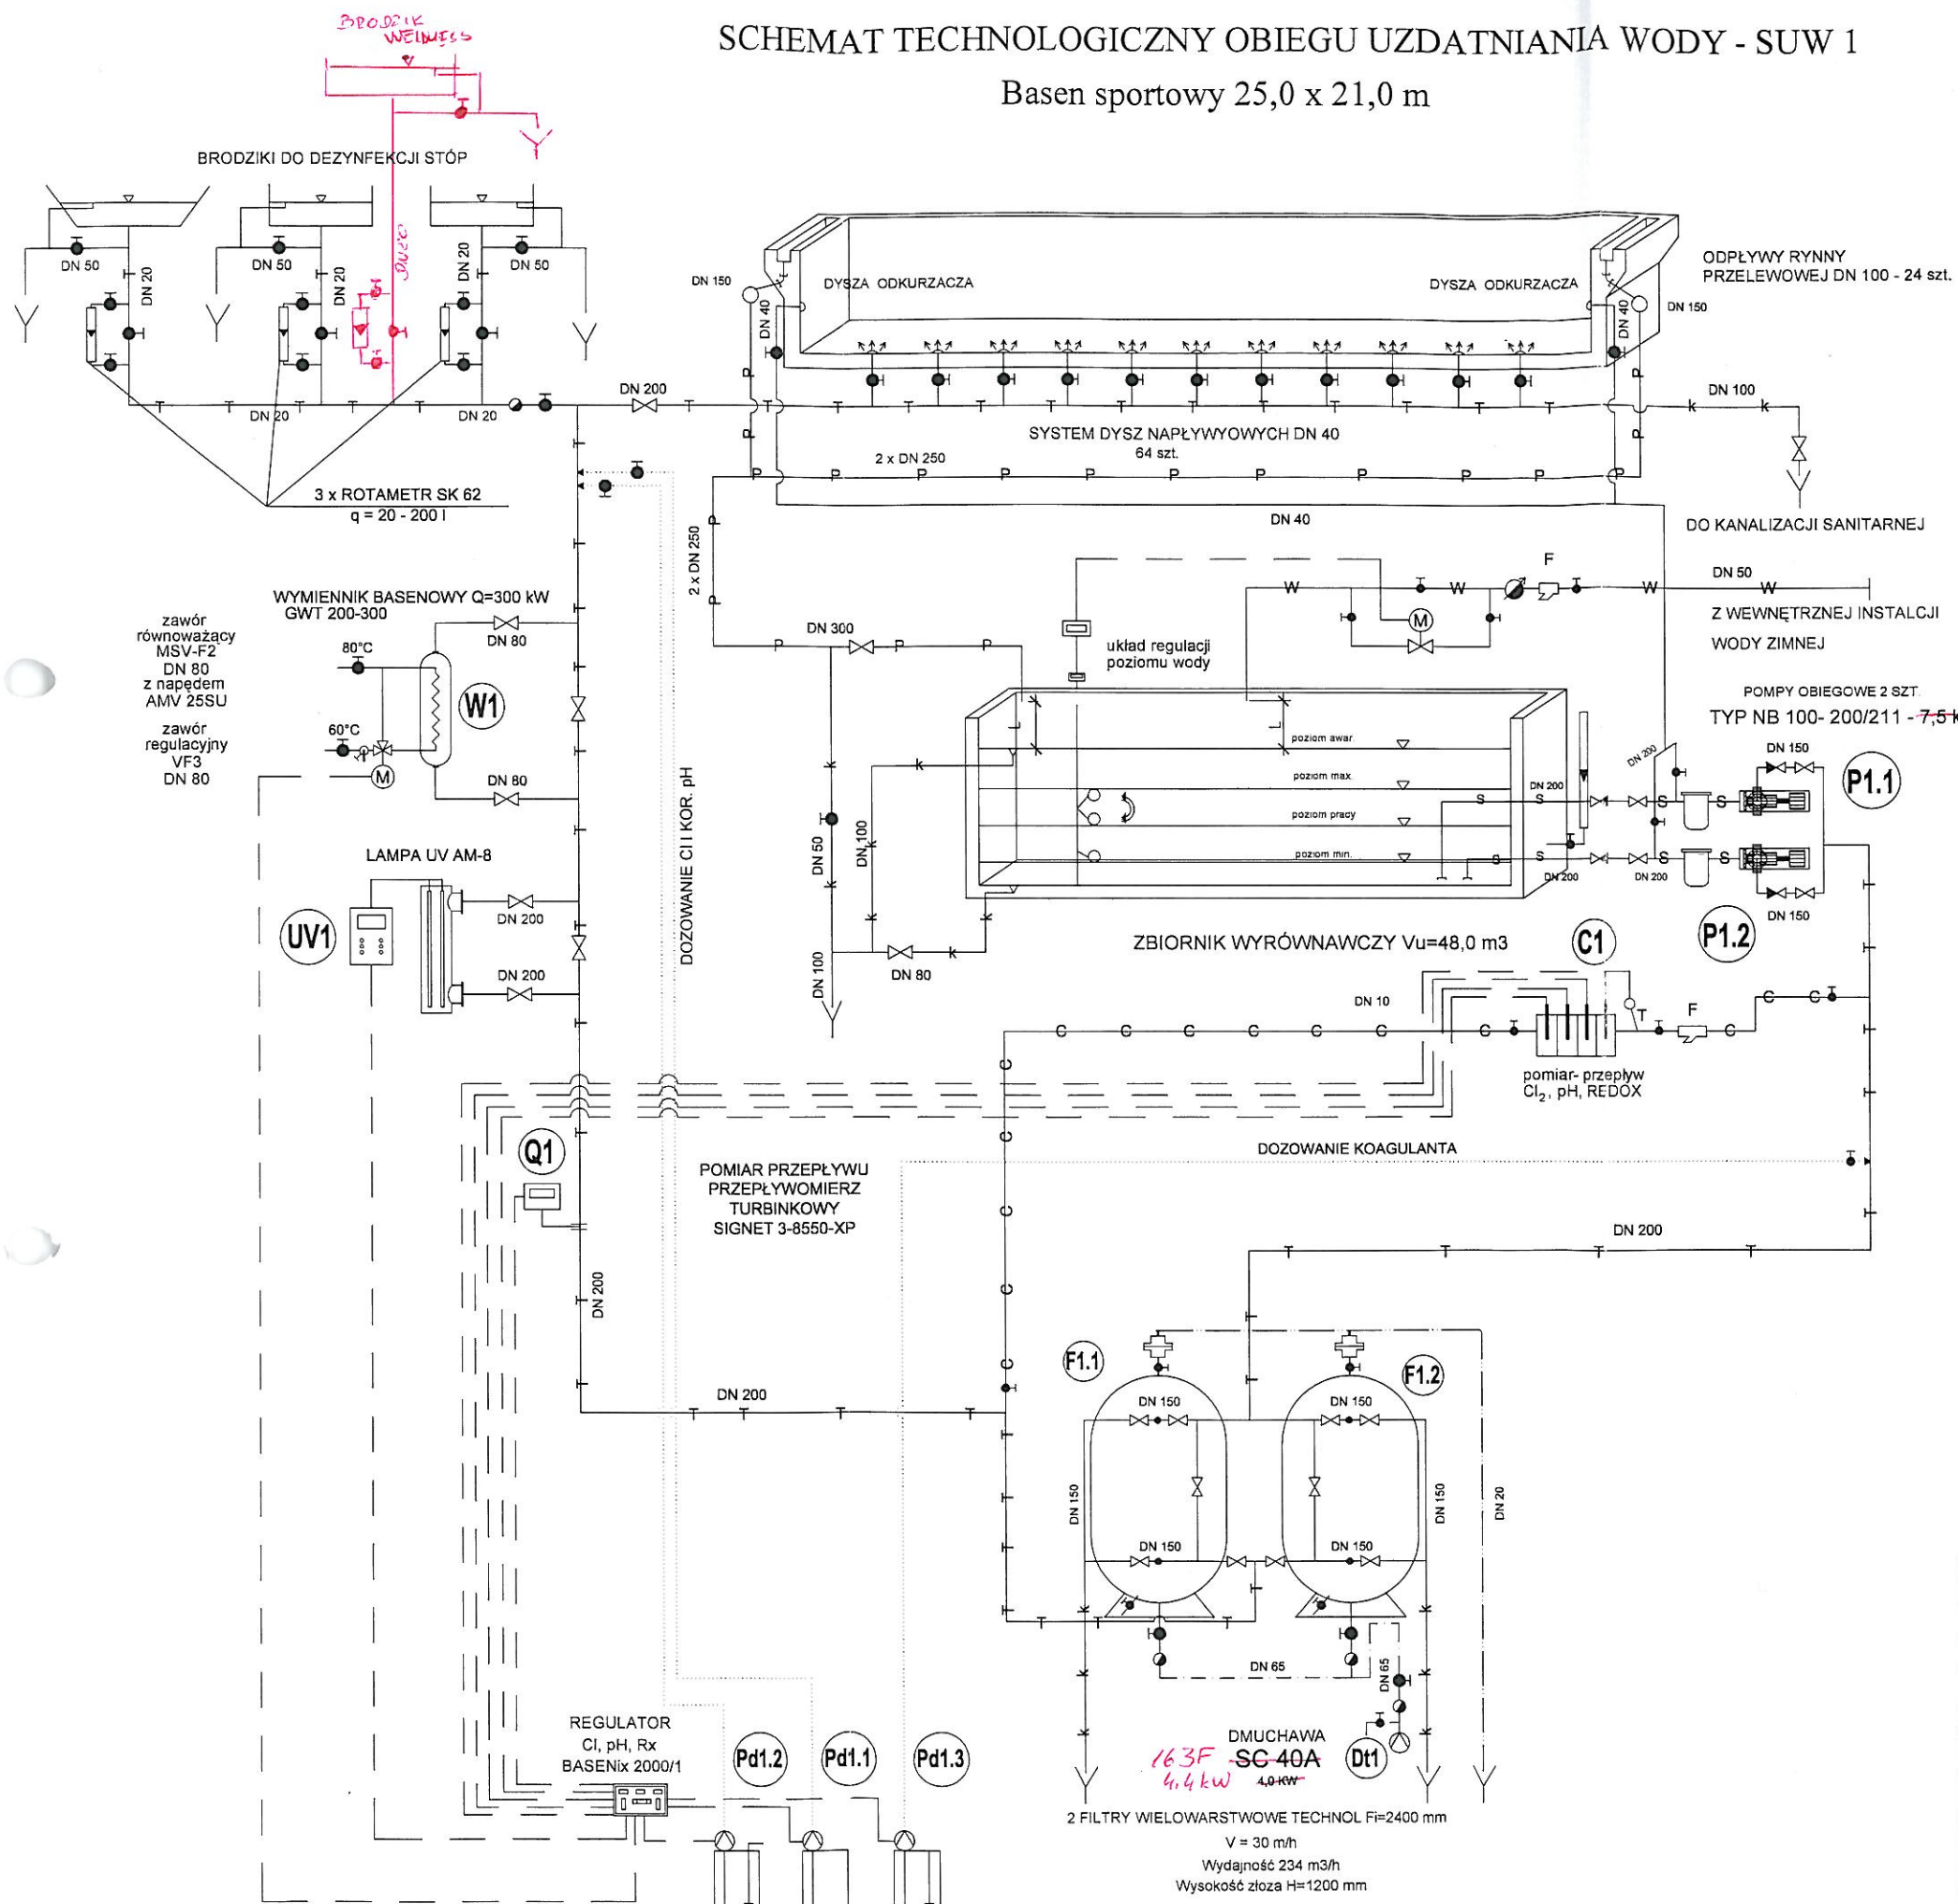 BRODZIK
WELNESS
SCHEMAT TECHNOLOGICZNY OBIEGU UZDATNIANIA WODY - SUW 1
Basen sportowy 25,0 x 21,0 m
BRODZIKI DO DEZYNFEKCJI STÓP
DN 50
DN 20
DN 50
DN 20
DN 20
DN 20
DN 50
DN 20
DN 20
3 x ROTAMETR SK 62
q = 20 - 200 l
DN 200
DN 150
DN 40
DYSZA ODKURZACZA
DYSZA ODKURZACZA
DN 40
DN 150
ODPŁYWY RYNNY
PRZELEWOWEJ DN 100 - 24 szt.
DN 100
SYSTEM DYSZ NAPŁYWYOWYCH DN 40
64 szt.
2 x DN 250
2 x DN 250
DN 40
DO KANALIZACJI SANITARNEJ
F
DN 50
Z WEWNĘTRZNEJ INSTALCJI
WODY ZIMNEJ
M
układ regulacji
poziomu wody
DN 300
POMPY OBIEGOWE 2 SZT.
TYP NB 100- 200/211 - 7,5 k
WYMIENNIK BASENOWY Q=300 kW
GWT 200-300
zawór
równoważący
MSV-F2
DN 80
z napędem
AMV 25SU
zawór
regulacyjny
VF3
DN 80
80°C
60°C
M
W1
DN 80
DN 80
LAMPA UV AM-8
UV1
DN 200
DN 200
DOZOWANIE Cl I KOR. pH
DN 50
DN 100
DN 100
DN 80
L
L
poziom awar.
poziom max.
poziom pracy
poziom min.
DN 200
DN 200
DN 200
DN 200
DN 150
DN 150
P1.1
P1.2
ZBIORNIK WYRÓWNAWCZY Vu=48,0 m3
C1
DN 10
T
F
pomiar- przepływ
Cl₂, pH, REDOX
DOZOWANIE KOAGULANTA
Q1
POMIAR PRZEPŁYWU
PRZEPŁYWOMIERZ
TURBINKOWY
SIGNET 3-8550-XP
DN 200
DN 200
DN 200
F1.1
F1.2
DN 150
DN 150
DN 150
DN 150
DN 20
DN 150
DN 150
DN 65
DN 65
REGULATOR
Cl, pH, Rx
BASENix 2000/1
Pd1.2
Pd1.1
Pd1.3
DMUCHAWA
163F SC 40A
4,4 kW 4,0 KW
Dt1
2 FILTRY WIELOWARSTWOWE TECHNOL Fi=2400 mm
V = 30 m/h
Wydajność 234 m3/h
Wysokość złoza H=1200 mm